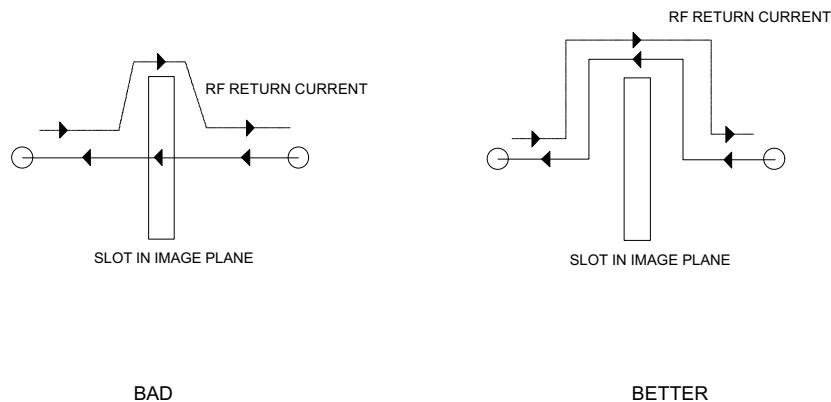 RF RETURN CURRENT
RF RETURN CURRENT
SLOT IN IMAGE PLANE
SLOT IN IMAGE PLANE
BAD
BETTER